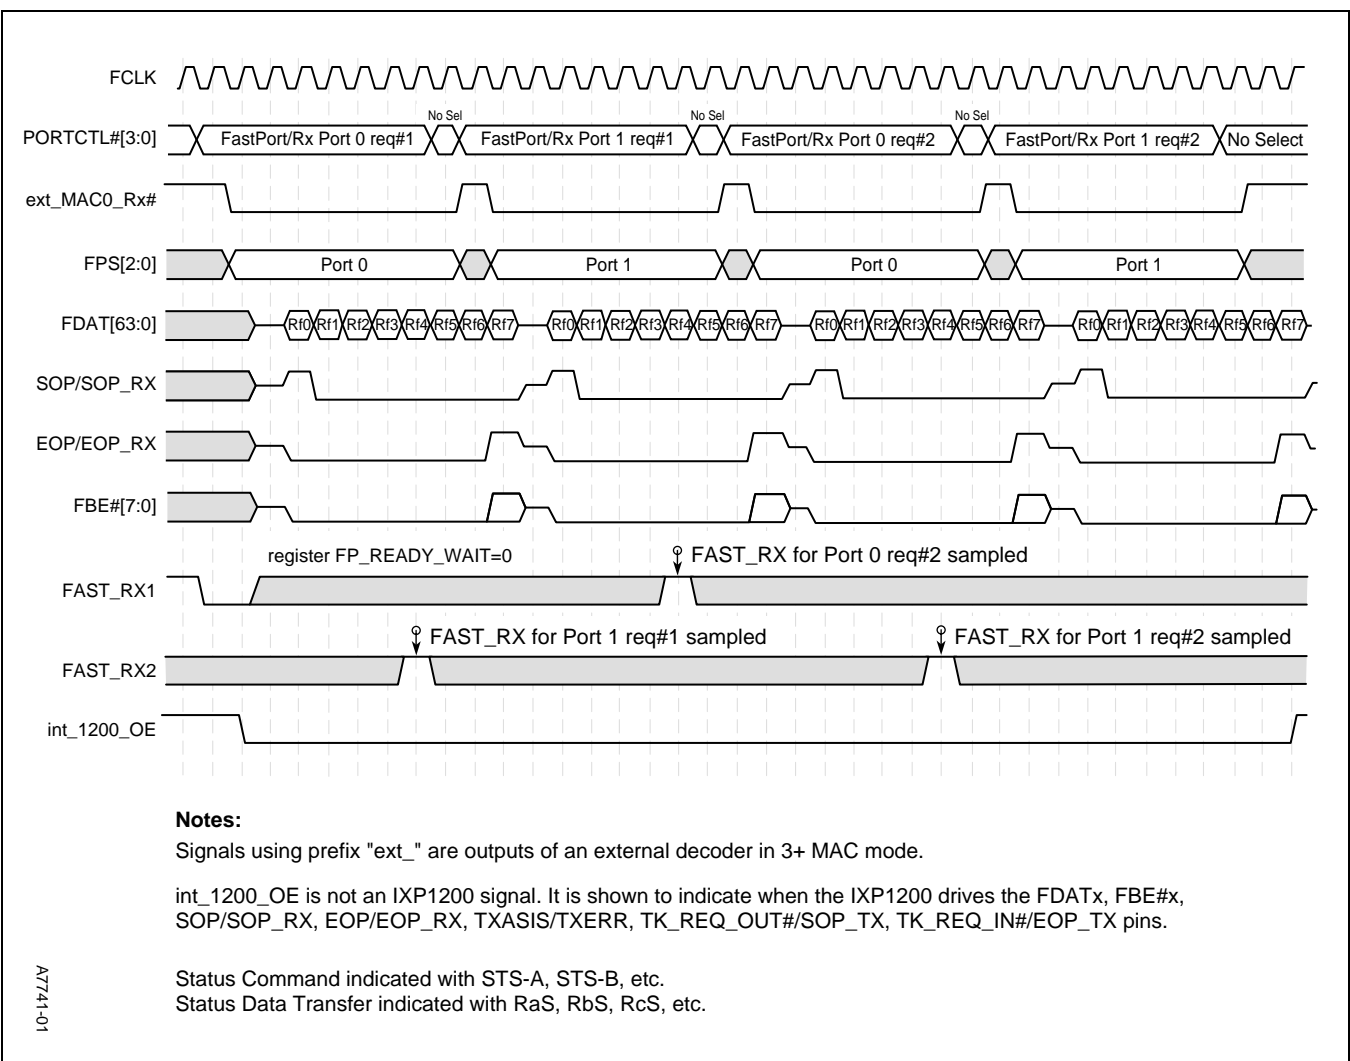 FCLK
No Sel No Sel No Sel
PORTCTL#[3:0] FastPort/Rx Port 0 req#1 FastPort/Rx Port 1 req#1 FastPort/Rx Port 0 req#2 FastPort/Rx Port 1 req#2 No Select
ext_MAC0_Rx#
FPS[2:0] Port 0 Port 1 Port 0 Port 1
FDAT[63:0] Rf0 Rf1 Rf2 Rf3 Rf4 Rf5 Rf6 Rf7 Rf0 Rf1 Rf2 Rf3 Rf4 Rf5 Rf6 Rf7 Rf0 Rf1 Rf2 Rf3 Rf4 Rf5 Rf6 Rf7 Rf0 Rf1 Rf2 Rf3 Rf4 Rf5 Rf6 Rf7
SOP/SOP_RX
EOP/EOP_RX
FBE#[7:0]
register FP_READY_WAIT=0 FAST_RX for Port 0 req#2 sampled
FAST_RX1
FAST_RX for Port 1 req#1 sampled FAST_RX for Port 1 req#2 sampled
FAST_RX2
int_1200_OE
Notes:
Signals using prefix "ext_" are outputs of an external decoder in 3+ MAC mode.
int_1200_OE is not an IXP1200 signal. It is shown to indicate when the IXP1200 drives the FDATx, FBE#x,
SOP/SOP_RX, EOP/EOP_RX, TXASIS/TXERR, TK_REQ_OUT#/SOP_TX, TK_REQ_IN#/EOP_TX pins.
Status Command indicated with STS-A, STS-B, etc.
Status Data Transfer indicated with RaS, RbS, RcS, etc.
A7741-01